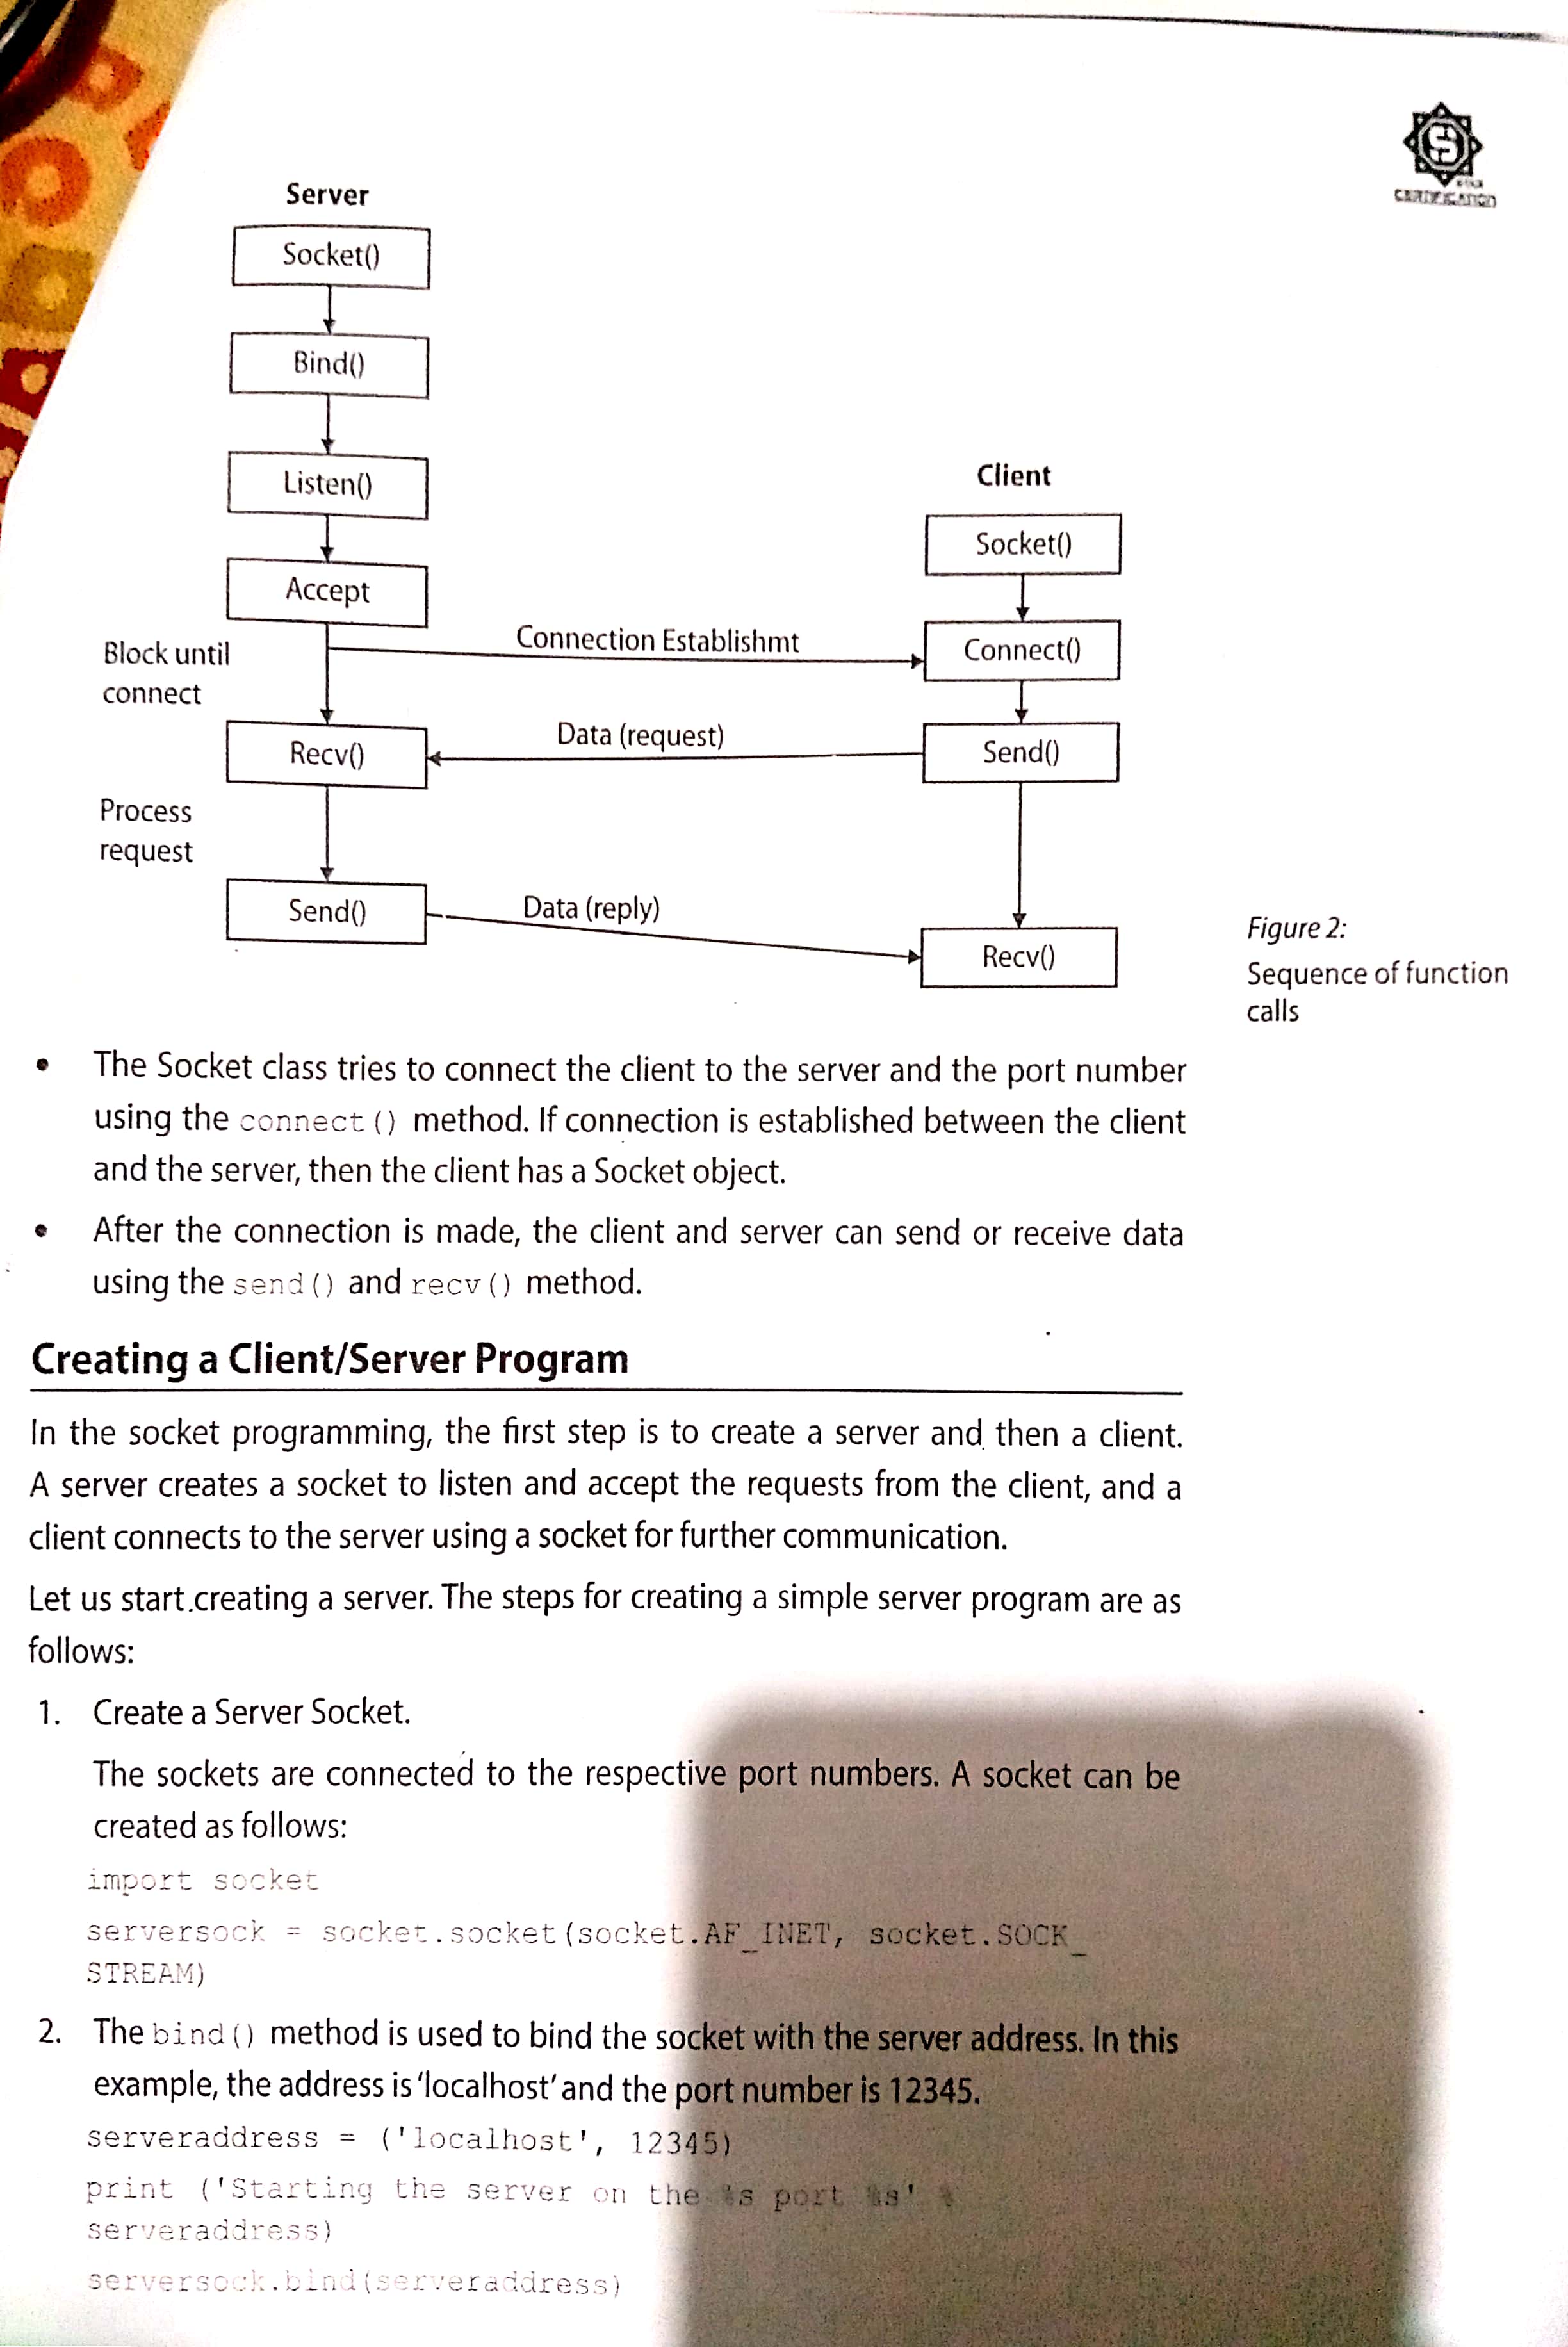 CERTIFICATION
Server
Socket()
Bind()
Listen()
Accept
Block until
connect
Recv()
Process
request
Send()
Connection Establishmt
Data (request)
Data (reply)
Client
Socket()
Connect()
Send()
Recv()
Figure 2:
Sequence of function
calls
• The Socket class tries to connect the client to the server and the port number
using the connect() method. If connection is established between the client
and the server, then the client has a Socket object.
• After the connection is made, the client and server can send or receive data
using the send() and recv() method.
Creating a Client/Server Program
In the socket programming, the first step is to create a server and then a client.
A server creates a socket to listen and accept the requests from the client, and a
client connects to the server using a socket for further communication.
Let us start creating a server. The steps for creating a simple server program are as
follows:
1. Create a Server Socket.
The sockets are connected to the respective port numbers. A socket can be
created as follows:
import socket
serversock = socket.socket(socket.AF_INET, socket.SOCK_
STREAM)
2. The bind() method is used to bind the socket with the server address. In this
example, the address is 'localhost' and the port number is 12345.
serveraddress = ('localhost', 12345)
print ('Starting the server on the %s port %s' %
serveraddress)
serversock.bind(serveraddress)